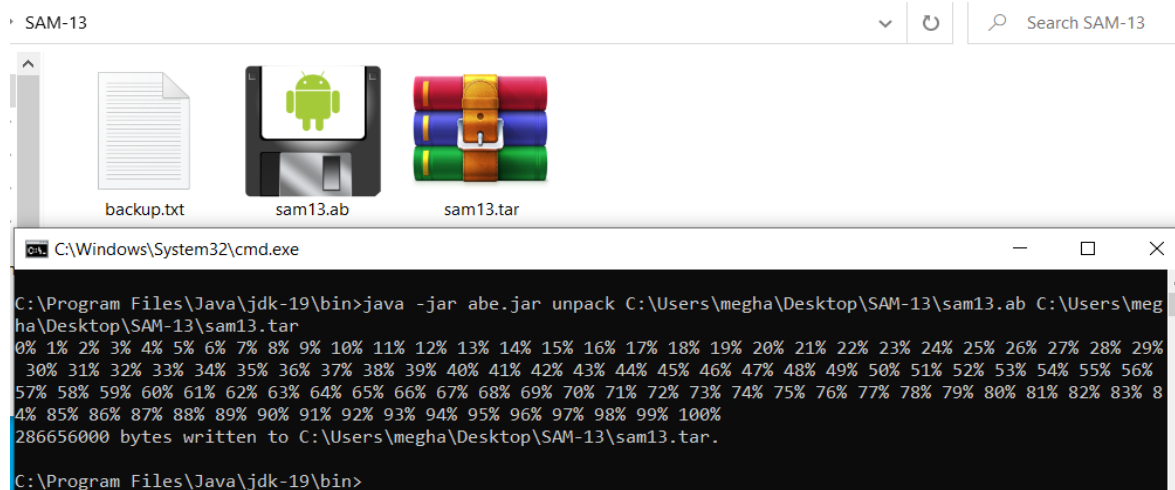 SAM-13
Search SAM-13
backup.txt
sam13.ab
sam13.tar
C:\Windows\System32\cmd.exe
C:\Program Files\Java\jdk-19\bin>java -jar abe.jar unpack C:\Users\megha\Desktop\SAM-13\sam13.ab C:\Users\meg
ha\Desktop\SAM-13\sam13.tar
0% 1% 2% 3% 4% 5% 6% 7% 8% 9% 10% 11% 12% 13% 14% 15% 16% 17% 18% 19% 20% 21% 22% 23% 24% 25% 26% 27% 28% 29%
30% 31% 32% 33% 34% 35% 36% 37% 38% 39% 40% 41% 42% 43% 44% 45% 46% 47% 48% 49% 50% 51% 52% 53% 54% 55% 56%
57% 58% 59% 60% 61% 62% 63% 64% 65% 66% 67% 68% 69% 70% 71% 72% 73% 74% 75% 76% 77% 78% 79% 80% 81% 82% 83% 8
4% 85% 86% 87% 88% 89% 90% 91% 92% 93% 94% 95% 96% 97% 98% 99% 100%
286656000 bytes written to C:\Users\megha\Desktop\SAM-13\sam13.tar.
C:\Program Files\Java\jdk-19\bin>